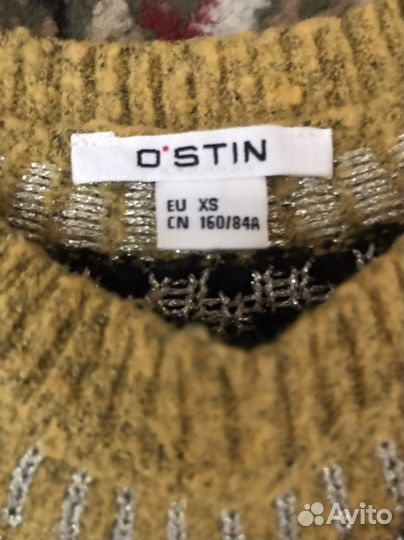 O'STIN
EU XS
CN 160/84A
Avito